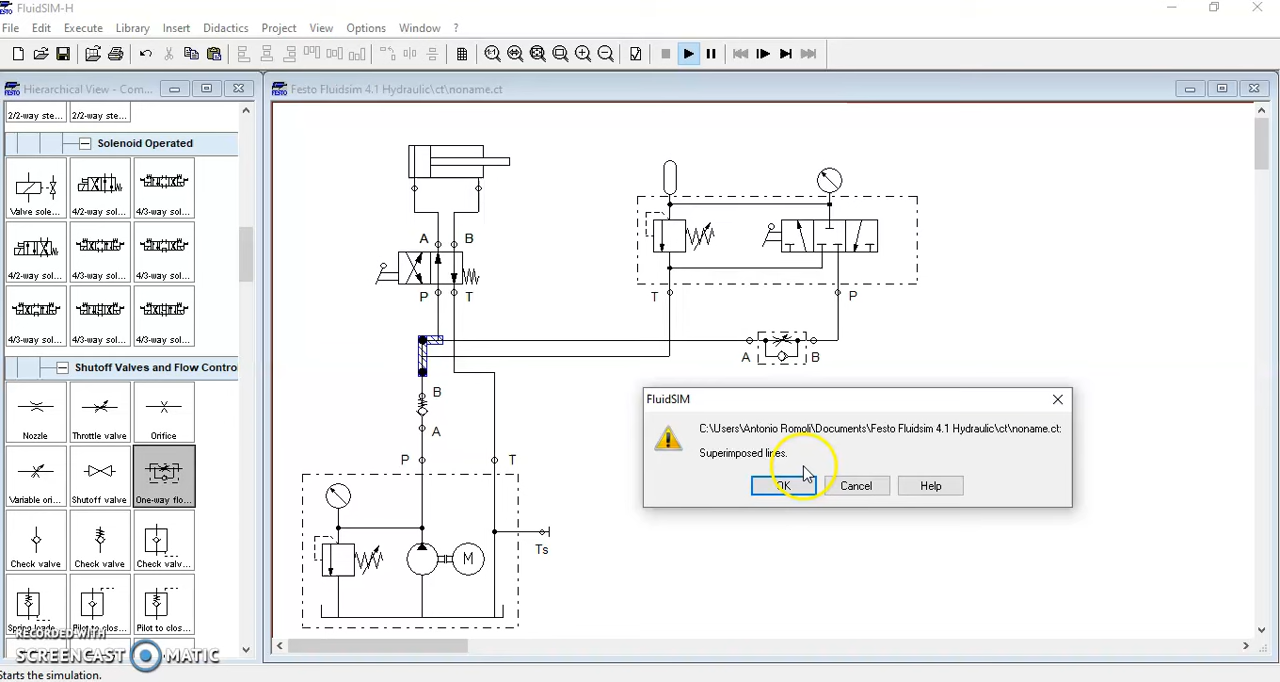 FluidSIM-H
File Edit Execute Library Insert Didactics Project View Options Window ?
Hierarchical View - Com...
2/2-way ste... 2/2-way ste...
Solenoid Operated
Valve sole... 4/2-way sol... 4/3-way sol...
4/2-way sol... 4/3-way sol... 4/3-way sol...
4/3-way sol... 4/3-way sol... 4/3-way sol...
Shutoff Valves and Flow Contro
Nozzle Throttle valve Orifice
Variable ori... Shutoff valve One-way flo...
Check valve Check valve Check valv...
Spring loade... Pilot to clos... Pilot to clos...
RECORDED WITH
SCREENCAST MATIC
Starts the simulation.
FESTO
Festo Fluidsim 4.1 Hydraulic\ct\noname.ct
A B
P T
T P
A B
B
A
P T
M
Ts
FluidSIM
C:\Users\Antonio Romoli\Documents\Festo Fluidsim 4.1 Hydraulic\ct\noname.ct:
Superimposed lines.
OK Cancel Help